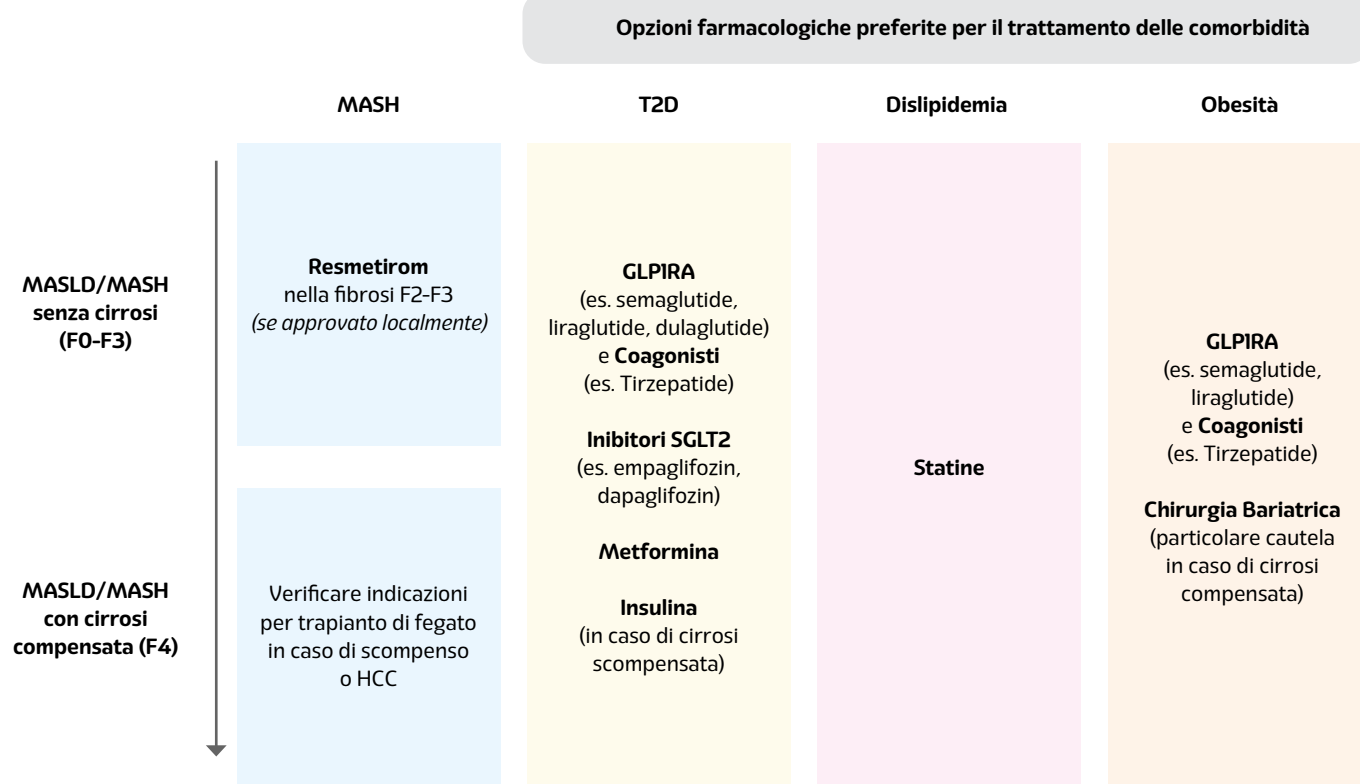 Opzioni farmacologiche preferite per il trattamento delle comorbidità
MASH
T2D
Dislipidemia
Obesità
MASLD/MASH
senza cirrosi
(F0-F3)
MASLD/MASH
con cirrosi
compensata (F4)
Resmetirom
nella fibrosi F2-F3
(se approvato localmente)
Verificare indicazioni
per trapianto di fegato
in caso di scompenso
o HCC
GLP1RA
(es. semaglutide,
liraglutide, dulaglutide)
e Coagonisti
(es. Tirzepatide)
Inibitori SGLT2
(es. empaglifozin,
dapaglifozin)
Metformina
Insulina
(in caso di cirrosi
scompensata)
Statine
GLP1RA
(es. semaglutide,
liraglutide)
e Coagonisti
(es. Tirzepatide)
Chirurgia Bariatrica
(particolare cautela
in caso di cirrosi
compensata)